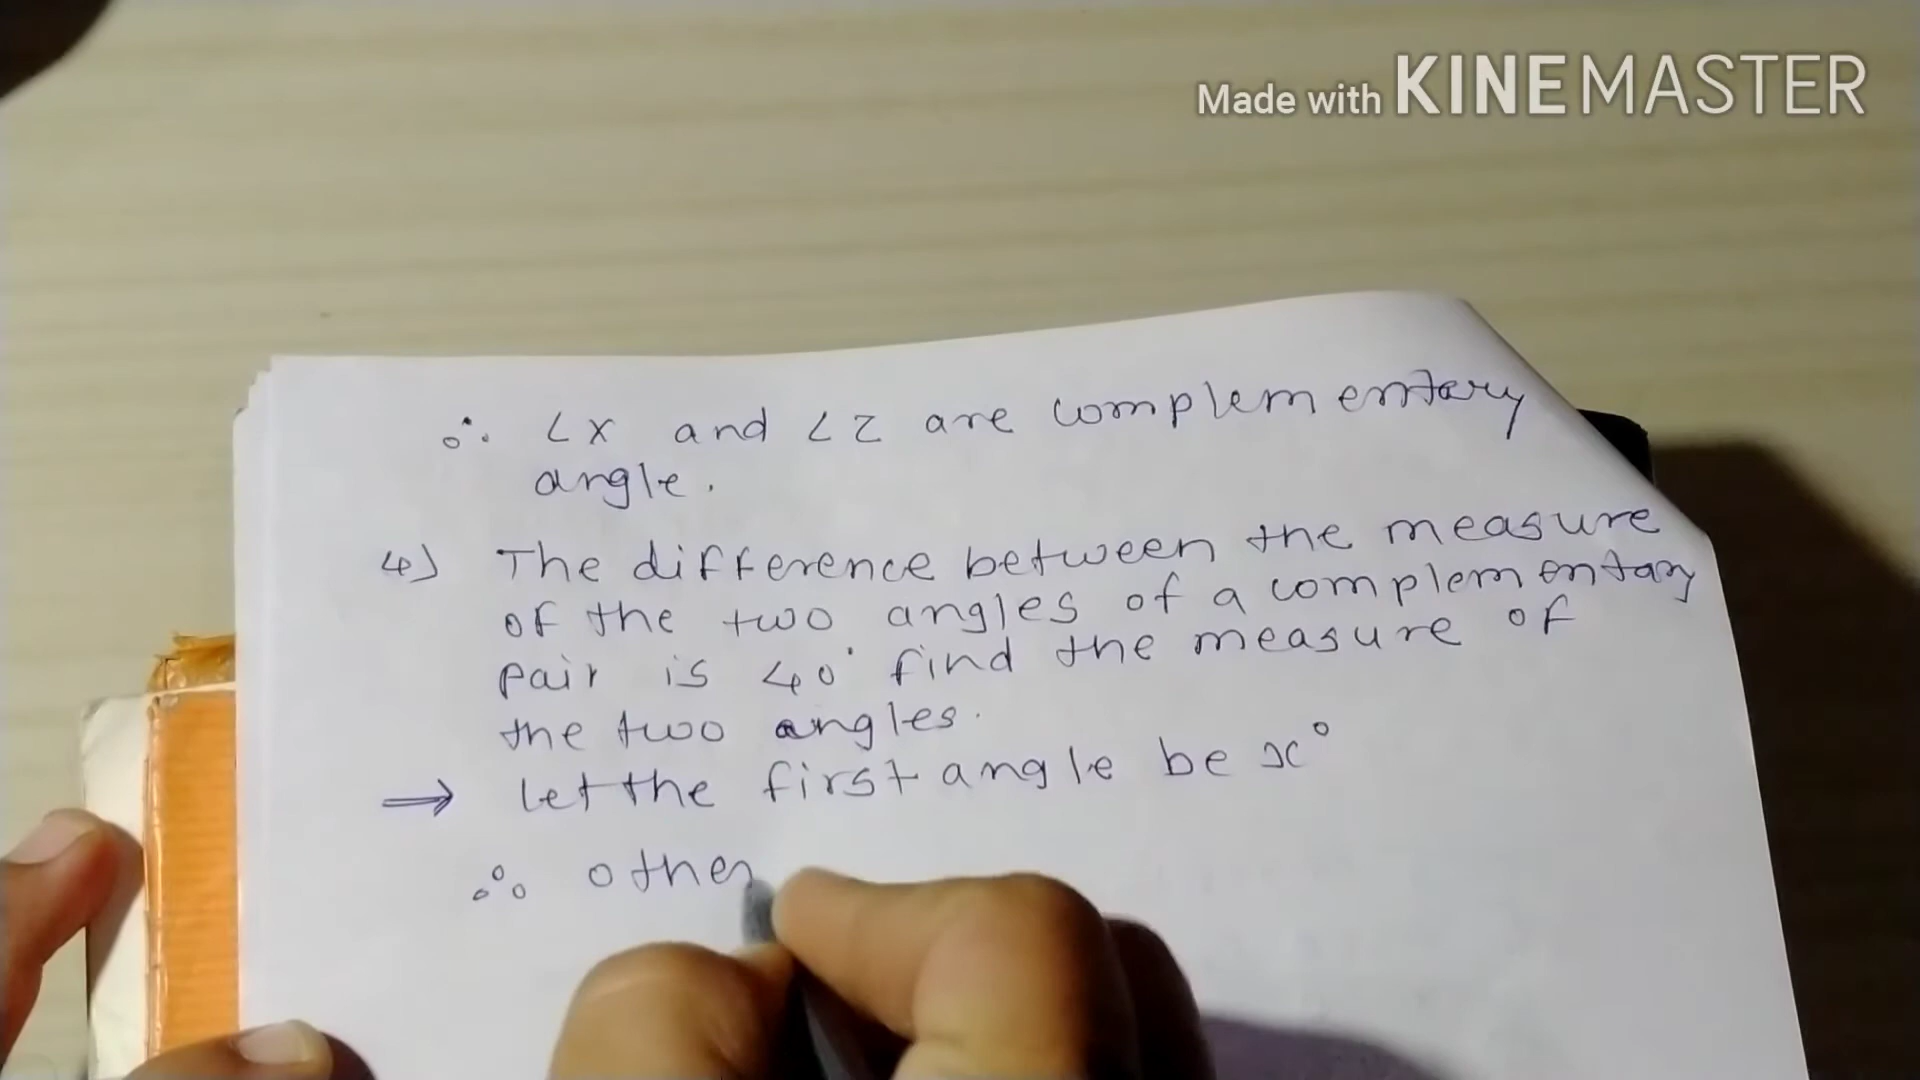 Made with KINEMASTER
∴ ∠X and ∠Z are complementary
angle.
4) The difference between the measure
of the two angles of a complementary
pair is 40° find the measure of
the two angles.
⇒ Let the first angle be x°
∴ other